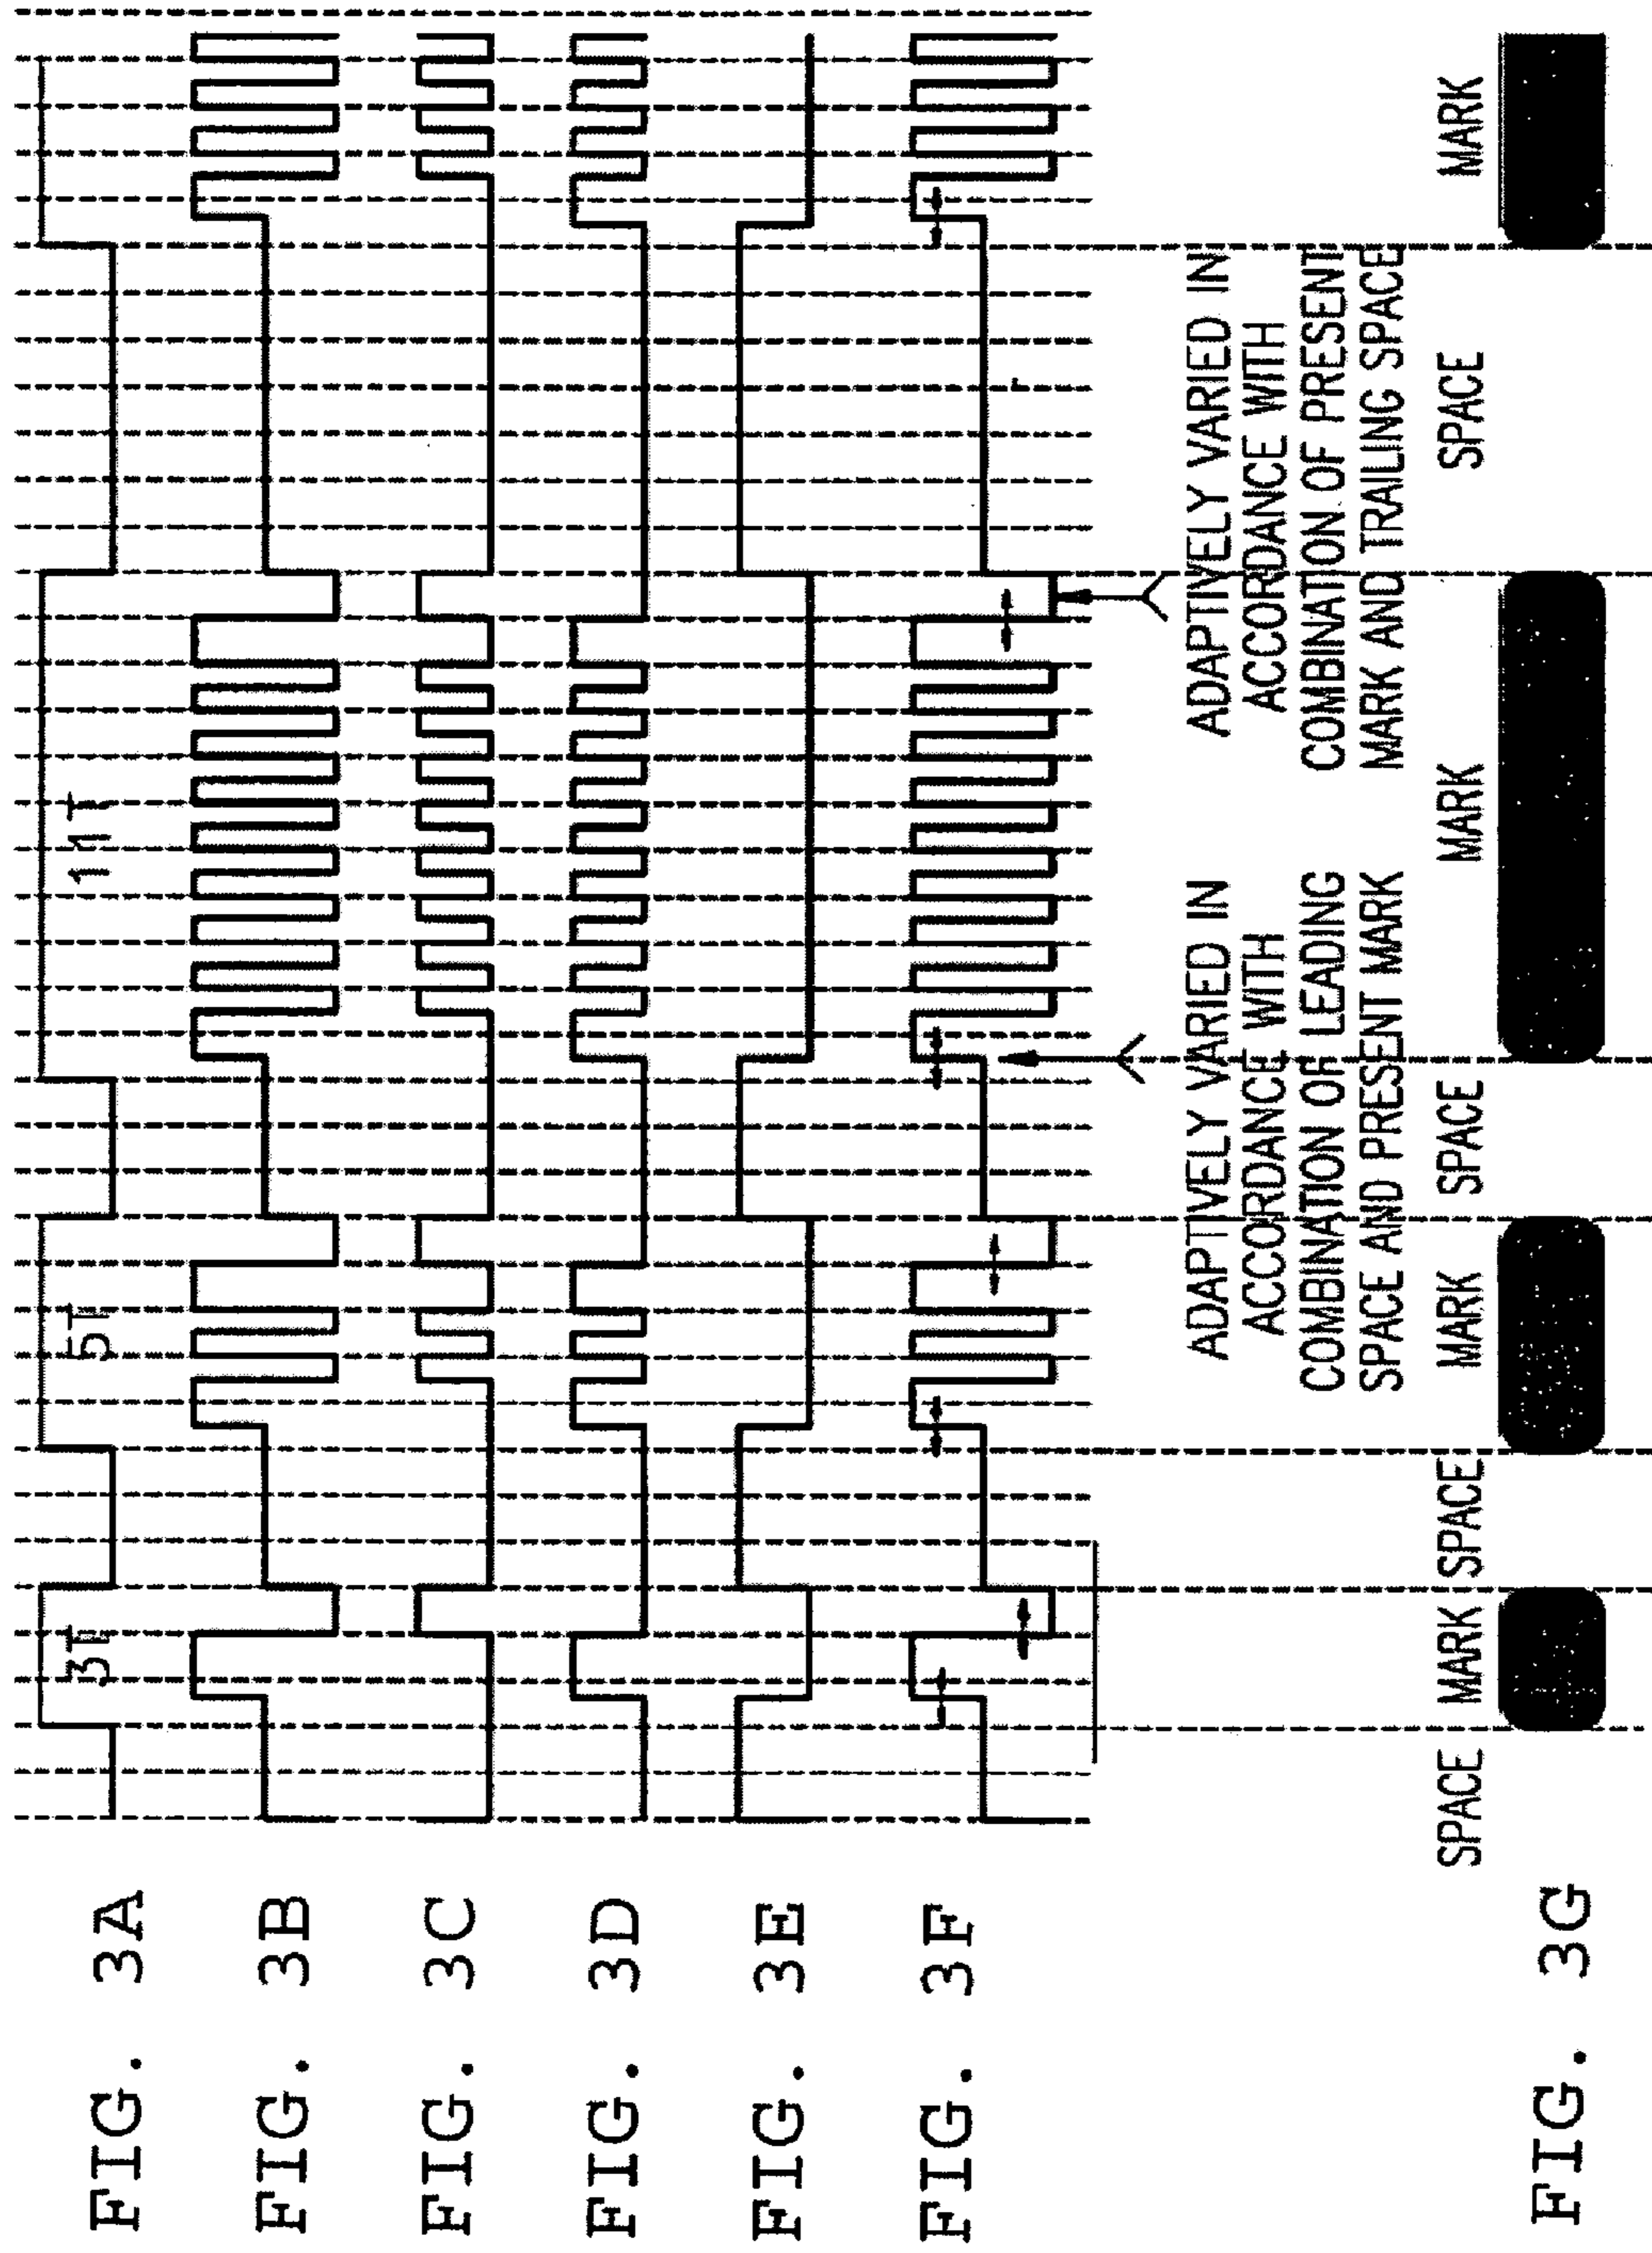 FIG. 3A
3T
5T
11T
FIG. 3B
FIG. 3C
FIG. 3D
FIG. 3E
FIG. 3F
ADAPTIVELY VARIED IN
ACCORDANCE WITH
COMBINATION OF LEADING
SPACE AND PRESENT MARK
ADAPTIVELY VARIED IN
ACCORDANCE WITH
COMBINATION OF PRESENT
MARK AND TRAILING SPACE
SPACE MARK SPACE MARK SPACE MARK SPACE MARK
FIG. 3G